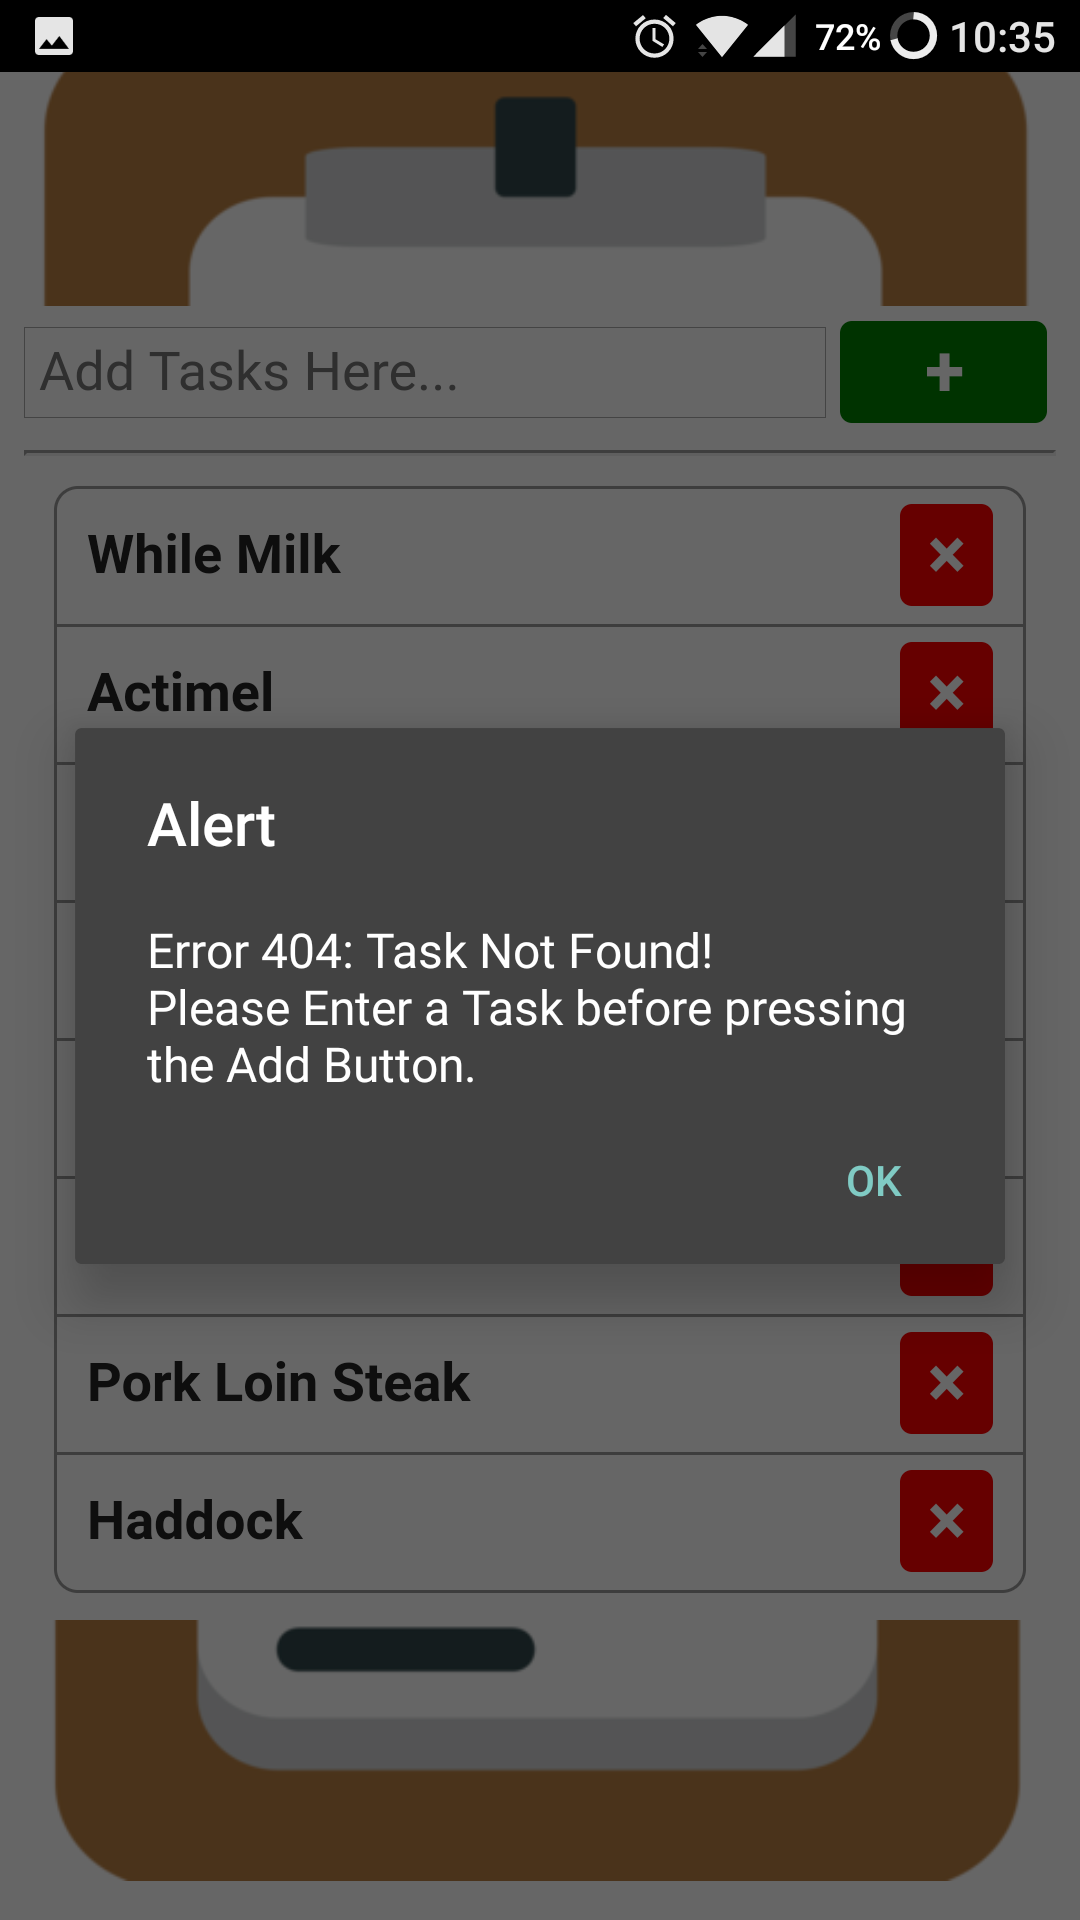 72% 10:35
Add Tasks Here...
+
While Milk
×
Actimel
×
Alert
Error 404: Task Not Found!
Please Enter a Task before pressing
the Add Button.
OK
Pork Loin Steak
×
Haddock
×